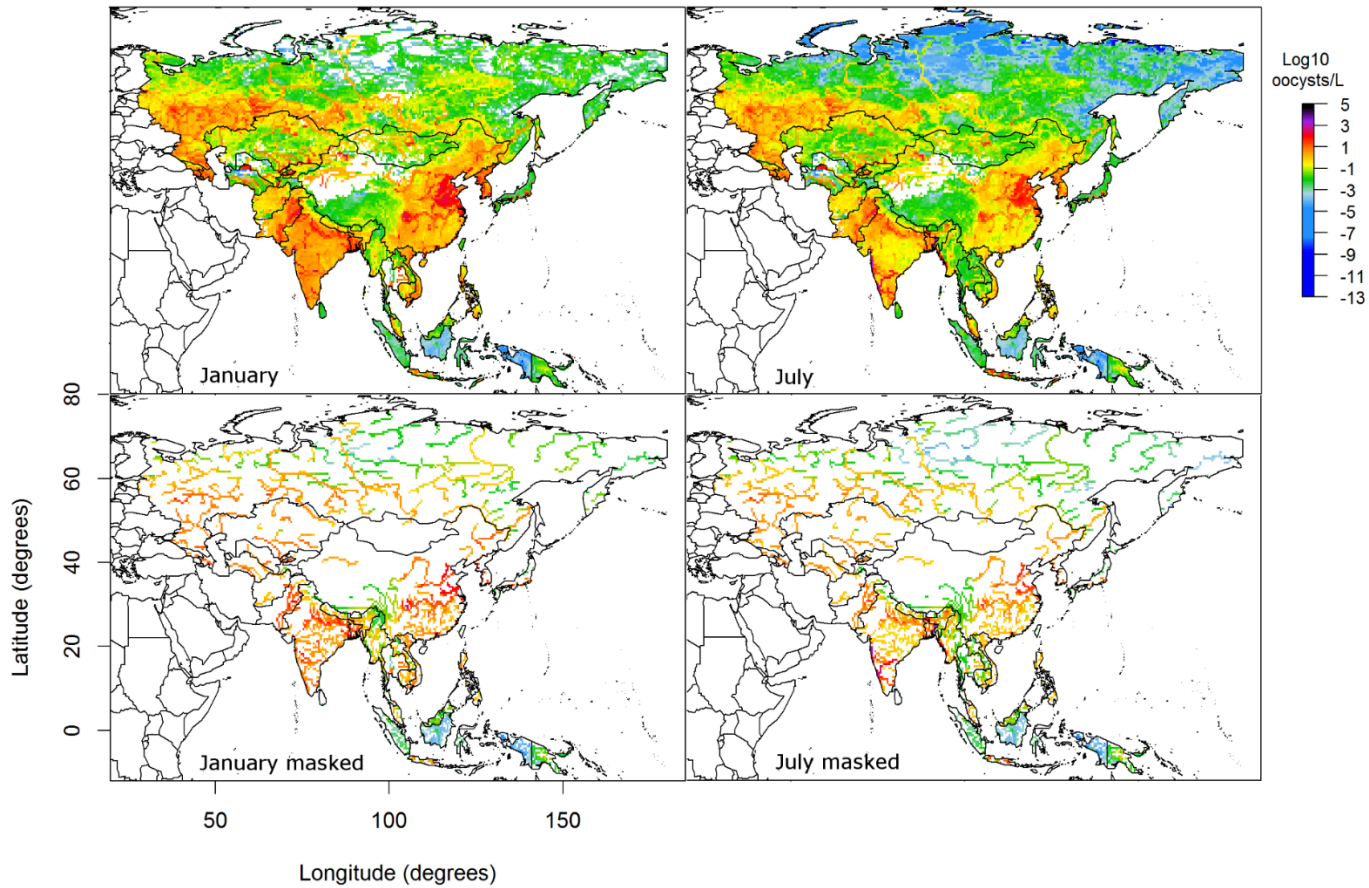 January
July
Log10
oocysts/L
5
3
1
-1
-3
-5
-7
-9
-11
-13
January masked
July masked
80
60
40
20
0
Latitude (degrees)
50
100
150
Longitude (degrees)